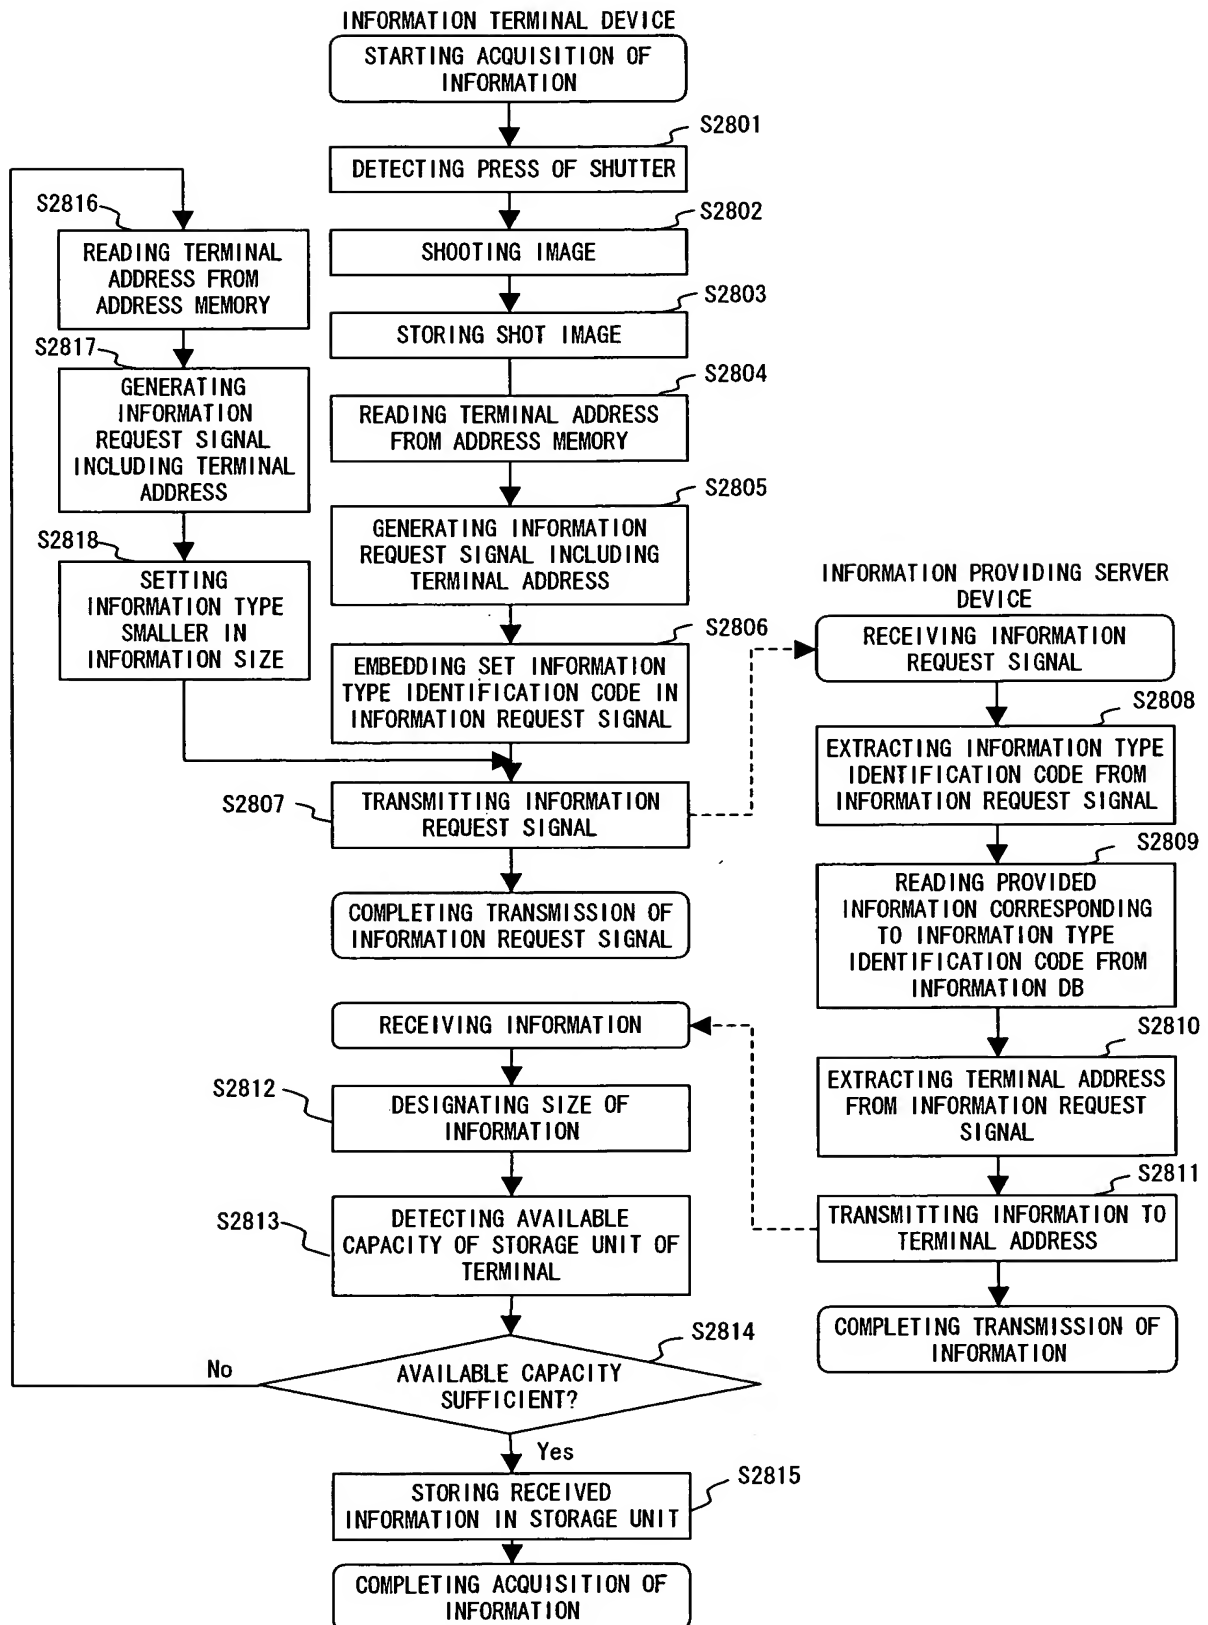 INFORMATION TERMINAL DEVICE
STARTING ACQUISITION OF
INFORMATION
S2801
DETECTING PRESS OF SHUTTER
S2802
SHOOTING IMAGE
S2803
STORING SHOT IMAGE
S2804
READING TERMINAL ADDRESS
FROM ADDRESS MEMORY
S2805
GENERATING INFORMATION
REQUEST SIGNAL INCLUDING
TERMINAL ADDRESS
S2806
EMBEDDING SET INFORMATION
TYPE IDENTIFICATION CODE IN
INFORMATION REQUEST SIGNAL
S2807
TRANSMITTING INFORMATION
REQUEST SIGNAL
COMPLETING TRANSMISSION OF
INFORMATION REQUEST SIGNAL
S2816
READING TERMINAL
ADDRESS FROM
ADDRESS MEMORY
S2817
GENERATING
INFORMATION
REQUEST SIGNAL
INCLUDING TERMINAL
ADDRESS
S2818
SETTING
INFORMATION TYPE
SMALLER IN
INFORMATION SIZE
INFORMATION PROVIDING SERVER
DEVICE
RECEIVING INFORMATION
REQUEST SIGNAL
S2808
EXTRACTING INFORMATION TYPE
IDENTIFICATION CODE FROM
INFORMATION REQUEST SIGNAL
S2809
READING PROVIDED
INFORMATION CORRESPONDING
TO INFORMATION TYPE
IDENTIFICATION CODE FROM
INFORMATION DB
S2810
EXTRACTING TERMINAL ADDRESS
FROM INFORMATION REQUEST
SIGNAL
S2811
TRANSMITTING INFORMATION TO
TERMINAL ADDRESS
COMPLETING TRANSMISSION OF
INFORMATION
RECEIVING INFORMATION
S2812
DESIGNATING SIZE OF
INFORMATION
S2813
DETECTING AVAILABLE
CAPACITY OF STORAGE UNIT OF
TERMINAL
S2814
No
AVAILABLE CAPACITY
SUFFICIENT?
Yes
S2815
STORING RECEIVED
INFORMATION IN STORAGE UNIT
COMPLETING ACQUISITION OF
INFORMATION